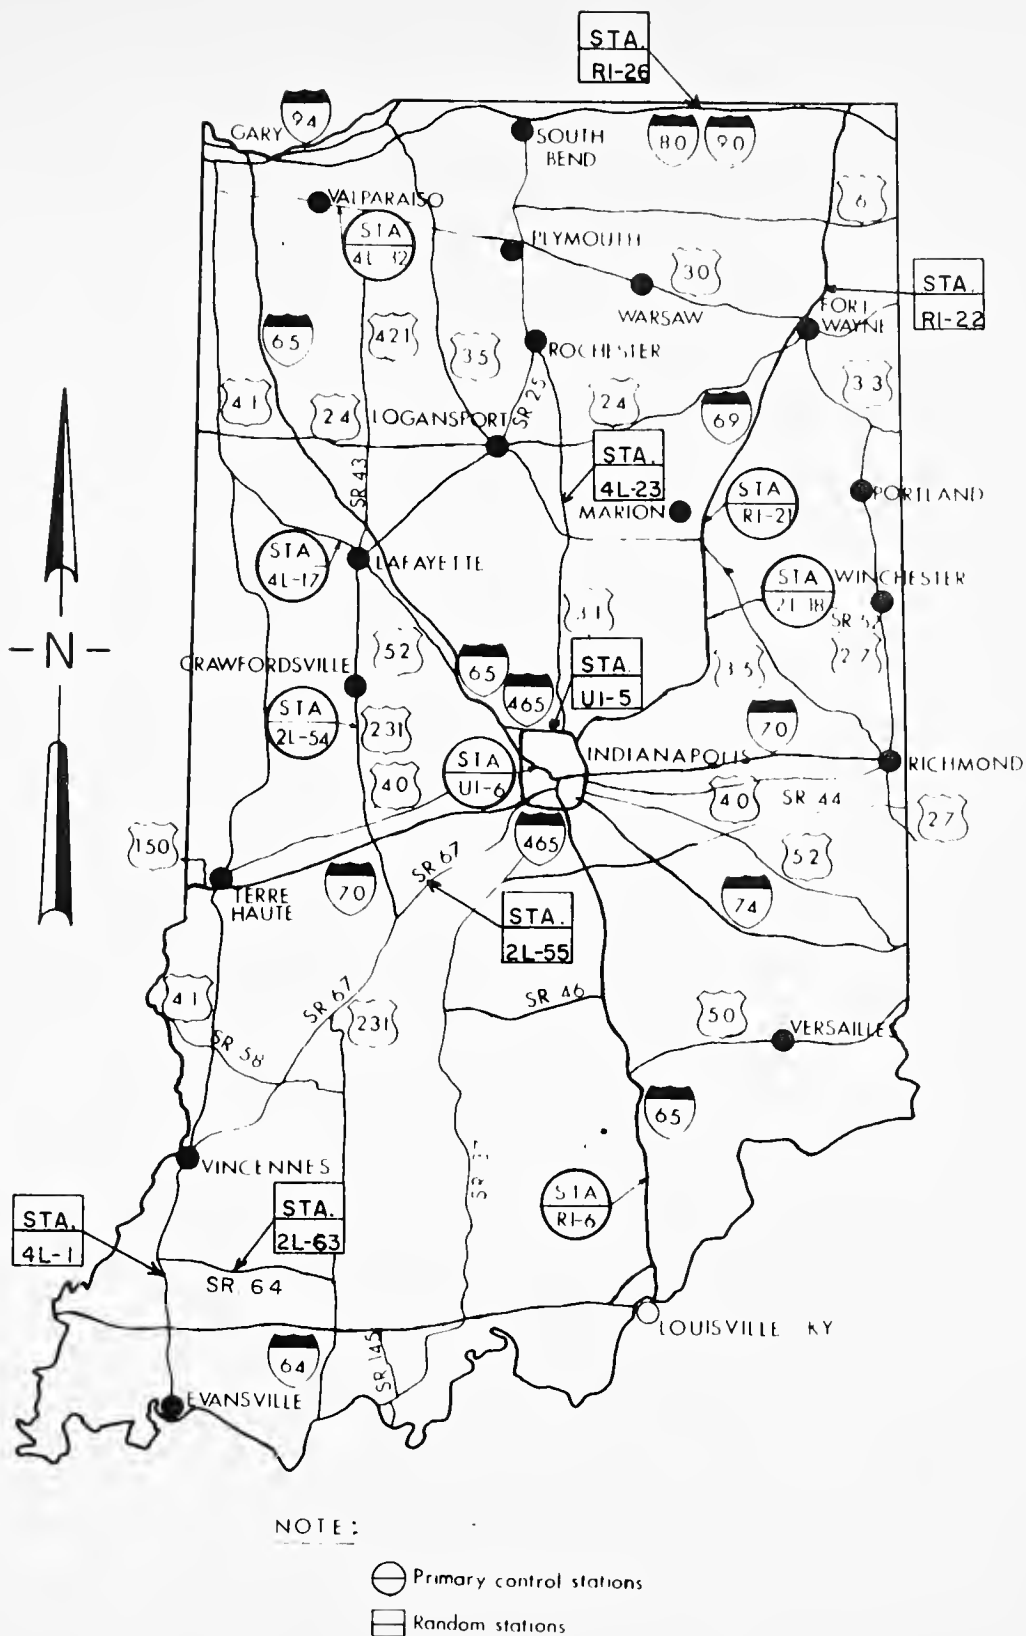 STA.
RI-26
94
GARY
SOUTH
BEND
80
90
VALPARAISO
6
STA
4L-32
PLYMOUTH
30
STA.
RI-22
WARSAW
FORT
WAYNE
65
421
35
ROCHESTER
33
41
24
LOGANSPORT
SR 25
24
69
STA.
4L-23
SR 43
MARION
STA
RI-21
PORTLAND
STA
4L-17
LAFAYETTE
STA
WINCHESTER
31
52
35
27
CRAWFORDSVILLE
65
465
STA.
UI-5
STA
2L-54
231
70
STA
UI-6
INDIANAPOLIS
RICHMOND
40
40
SR 44
27
150
465
52
SR 67
TERRE
HAUTE
70
74
STA.
2L-55
41
SR 67
231
SR 46
50
VERSAILLES
SR 58
65
VINCENNES
STA
RI-6
STA.
4L-1
STA.
2L-63
SR 64
LOUISVILLE KY
64
SR 145
EVANSVILLE
-N-
NOTE:
Primary control stations
Random stations